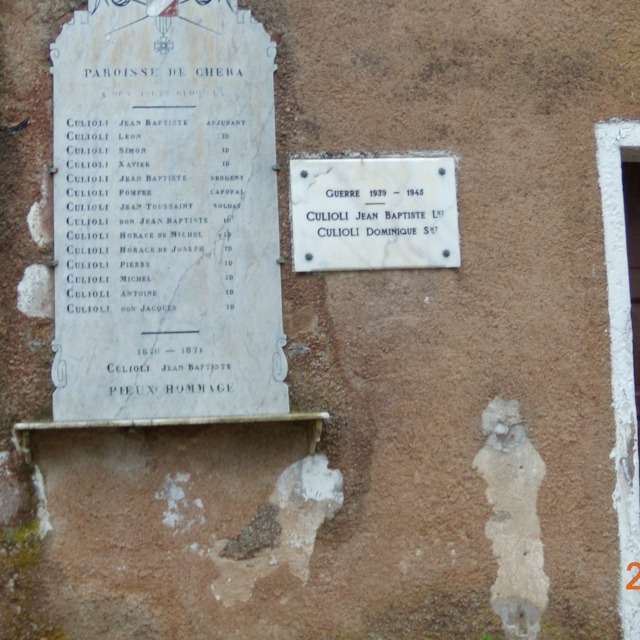 PAROISSE DE CHERA
CULIOLI JEAN BAPTISTE ADJUDANT
CULIOLI LEON ID
CULIOLI SIMON ID
CULIOLI XAVIER ID
CULIOLI JEAN BAPTISTE SERGENT
CULIOLI POMPEE CAPORAL
CULIOLI JEAN TOUSSAINT SOLDAT
CULIOLI DON JEAN BAPTISTE ID
CULIOLI HORACE DE MICHEL ID
CULIOLI HORACE DE JOSEPH ID
CULIOLI PIERRE ID
CULIOLI MICHEL ID
CULIOLI ANTOINE ID
CULIOLI DON JACQUES ID
1870 — 1871
CULIOLI JEAN BAPTISTE
PIEUX HOMMAGE
GUERRE 1939 — 1945
CULIOLI JEAN BAPTISTE LNT
CULIOLI DOMINIQUE SNT
2